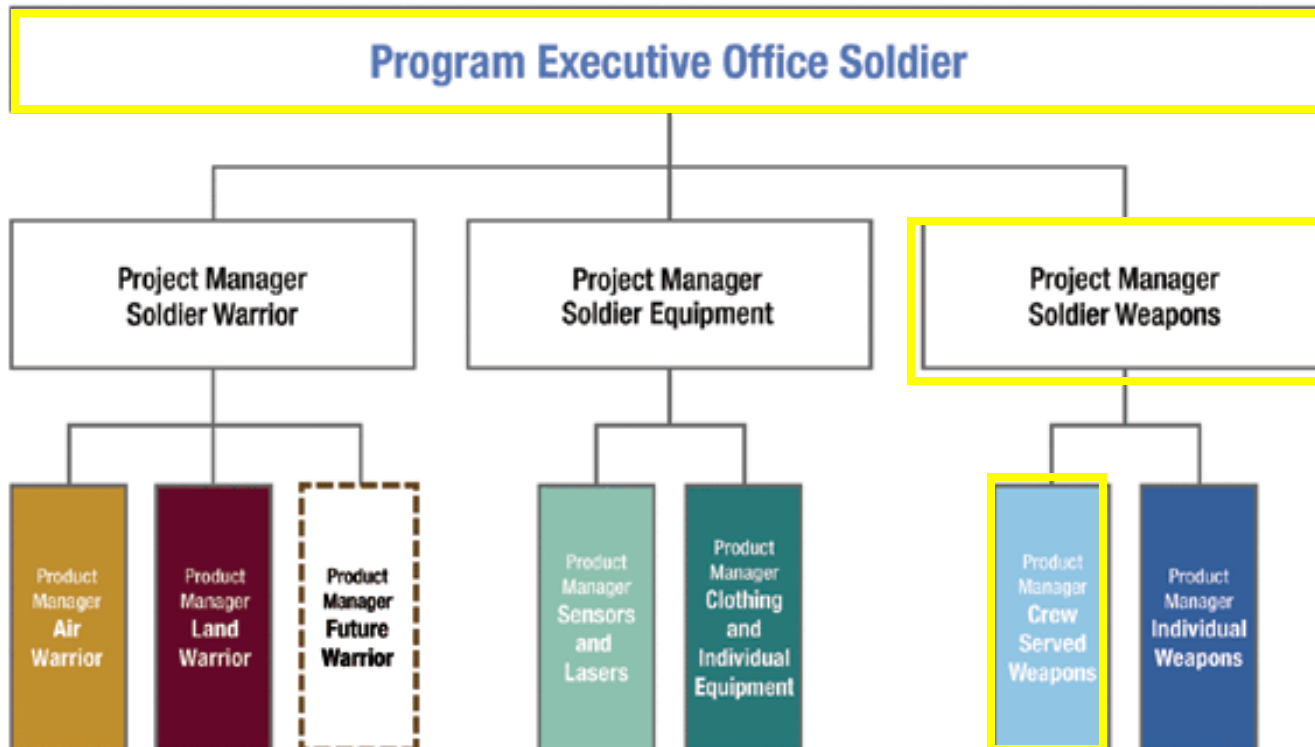 Program Executive Office Soldier
Project Manager
Soldier Warrior
Project Manager
Soldier Equipment
Project Manager
Soldier Weapons
Product
Manager
Air
Warrior
Product
Manager
Land
Warrior
Product
Manager
Future
Warrior
Product
Manager
Sensors
and
Lasers
Product
Manager
Clothing
and
Individual
Equipment
Product
Manager
Crew
Served
Weapons
Product
Manager
Individual
Weapons